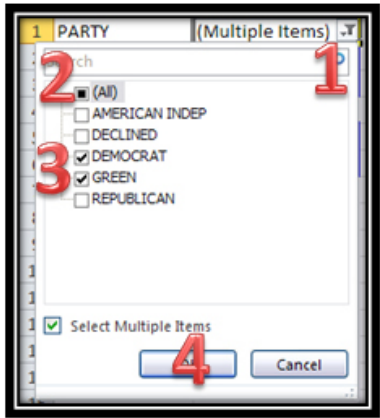 1 PARTY (Multiple Items)
1
2
(All)
AMERICAN INDEP
DECLINED
3
DEMOCRAT
GREEN
REPUBLICAN
Select Multiple Items
4
Cancel